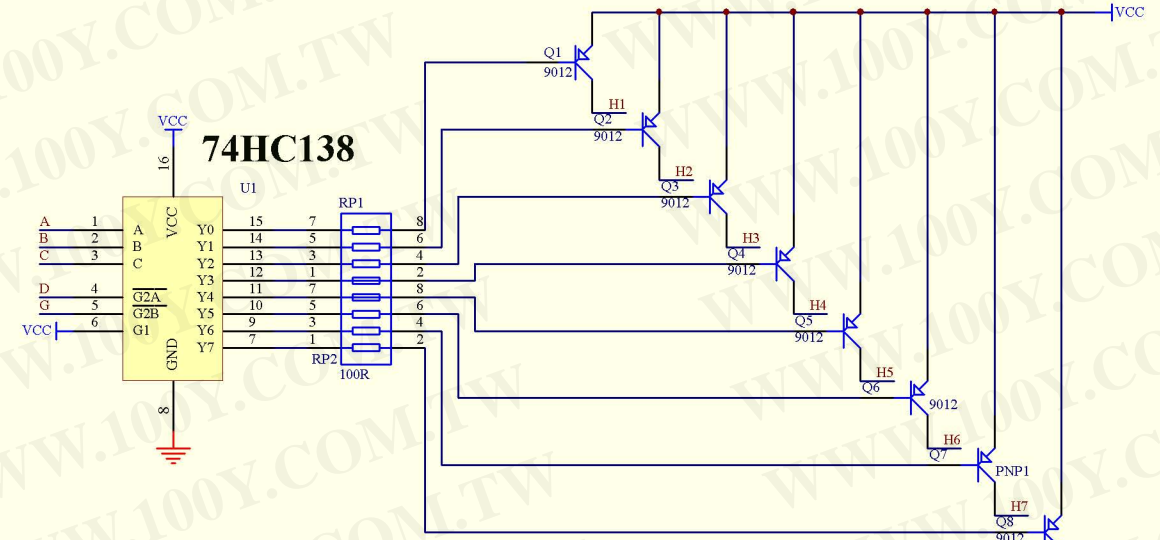 VCC
Q1
9012
H1
Q2
9012
VCC
74HC138
16
H2
U1
Q3
9012
RP1
A 1 A VCC Y0 15 7 8
B 2 B Y1 14 5 6
C 3 C Y2 13 3 4
Y3 12 1 2
D 4 G2A Y4 11 7 8
G 5 G2B Y5 10 5 6
VCC 6 G1 Y6 9 3 4
GND Y7 7 1 2
H3
Q4
9012
H4
Q5
9012
RP2
100R
8
H5
Q6
9012
H6
Q7
PNP1
H7
Q8
9012
WWW.100Y.COM.TW